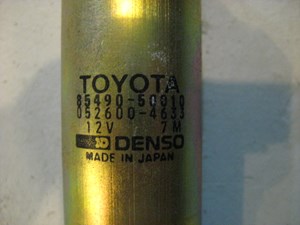 TOYOTA
85490-50010
052600-4633
12V 7M
DENSO
MADE IN JAPAN